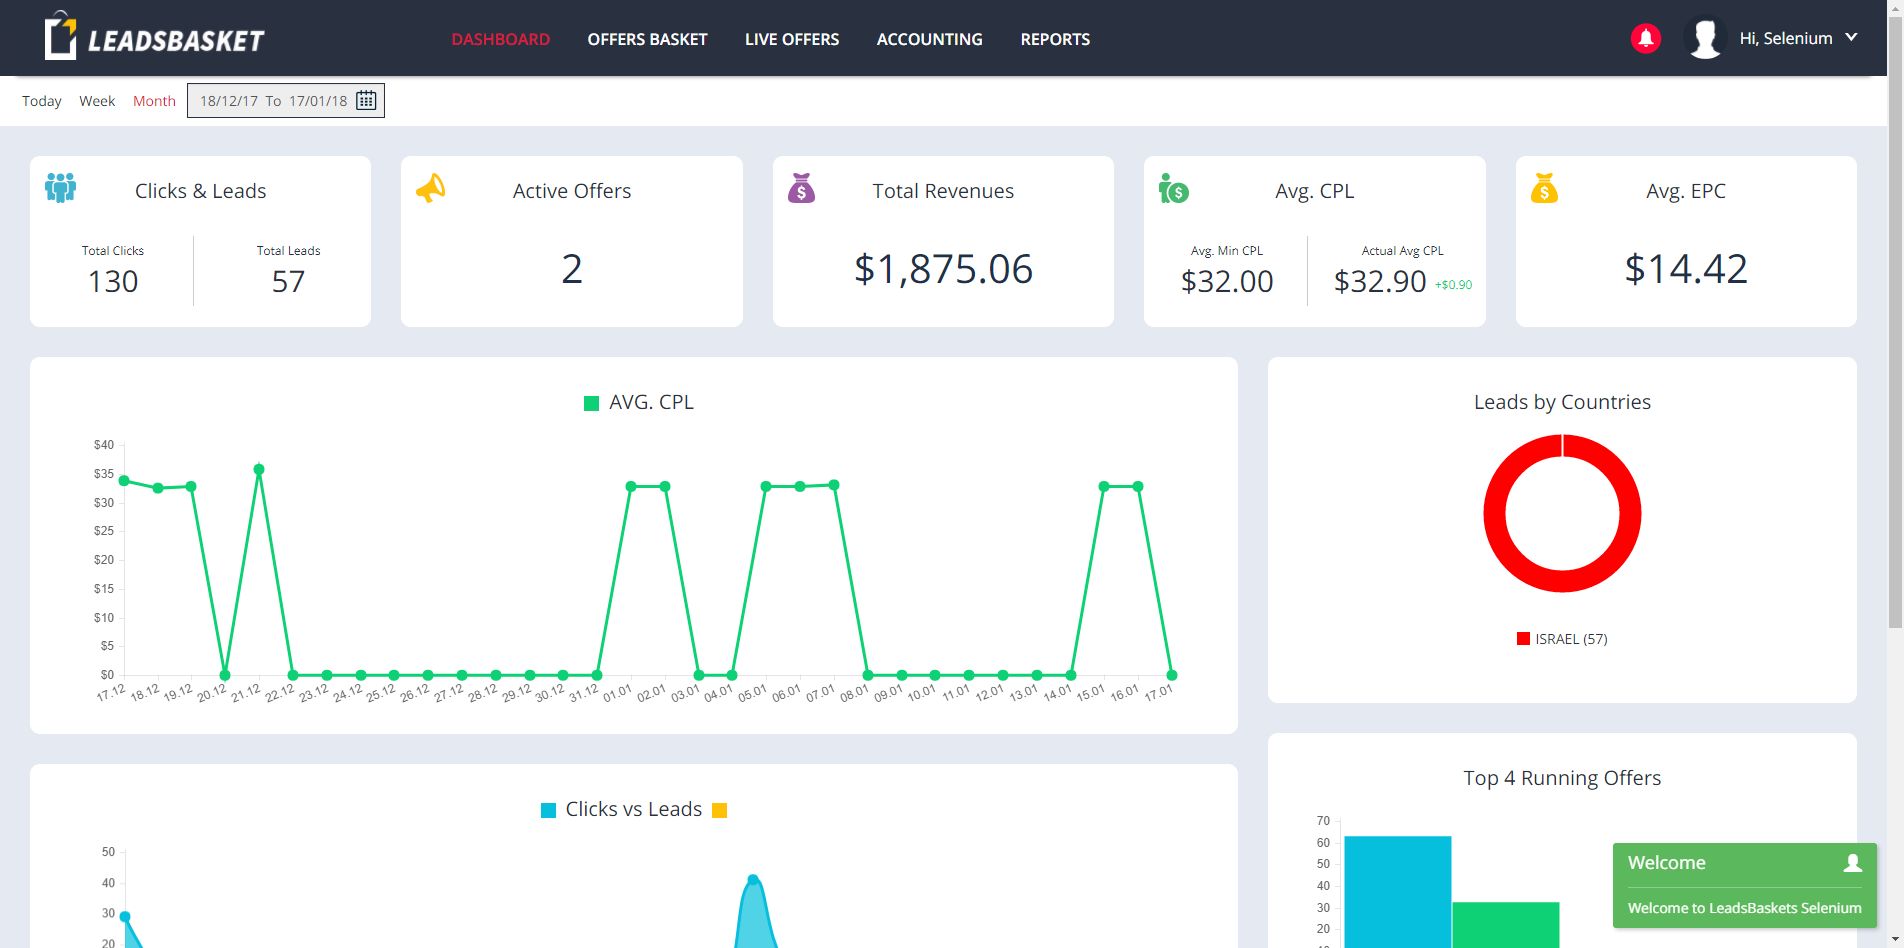 LEADSBASKET
DASHBOARD OFFERS BASKET LIVE OFFERS ACCOUNTING REPORTS
Hi, Selenium
Today Week Month 18/12/17 To 17/01/18
Clicks & Leads
Total Clicks
130
Total Leads
57
Active Offers
2
Total Revenues
$1,875.06
Avg. CPL
Avg. Min CPL
$32.00
Actual Avg CPL
$32.90 +$0.90
Avg. EPC
$14.42
AVG. CPL
$40
$35
$30
$25
$20
$15
$10
$5
$0
17.12 18.12 19.12 20.12 21.12 22.12 23.12 24.12 25.12 26.12 27.12 28.12 29.12 30.12 31.12 01.01 02.01 03.01 04.01 05.01 06.01 07.01 08.01 09.01 10.01 11.01 12.01 13.01 14.01 15.01 16.01 17.01
Leads by Countries
ISRAEL (57)
Clicks vs Leads
50
40
30
20
Top 4 Running Offers
70
60
50
40
30
20
Welcome
Welcome to LeadsBaskets Selenium